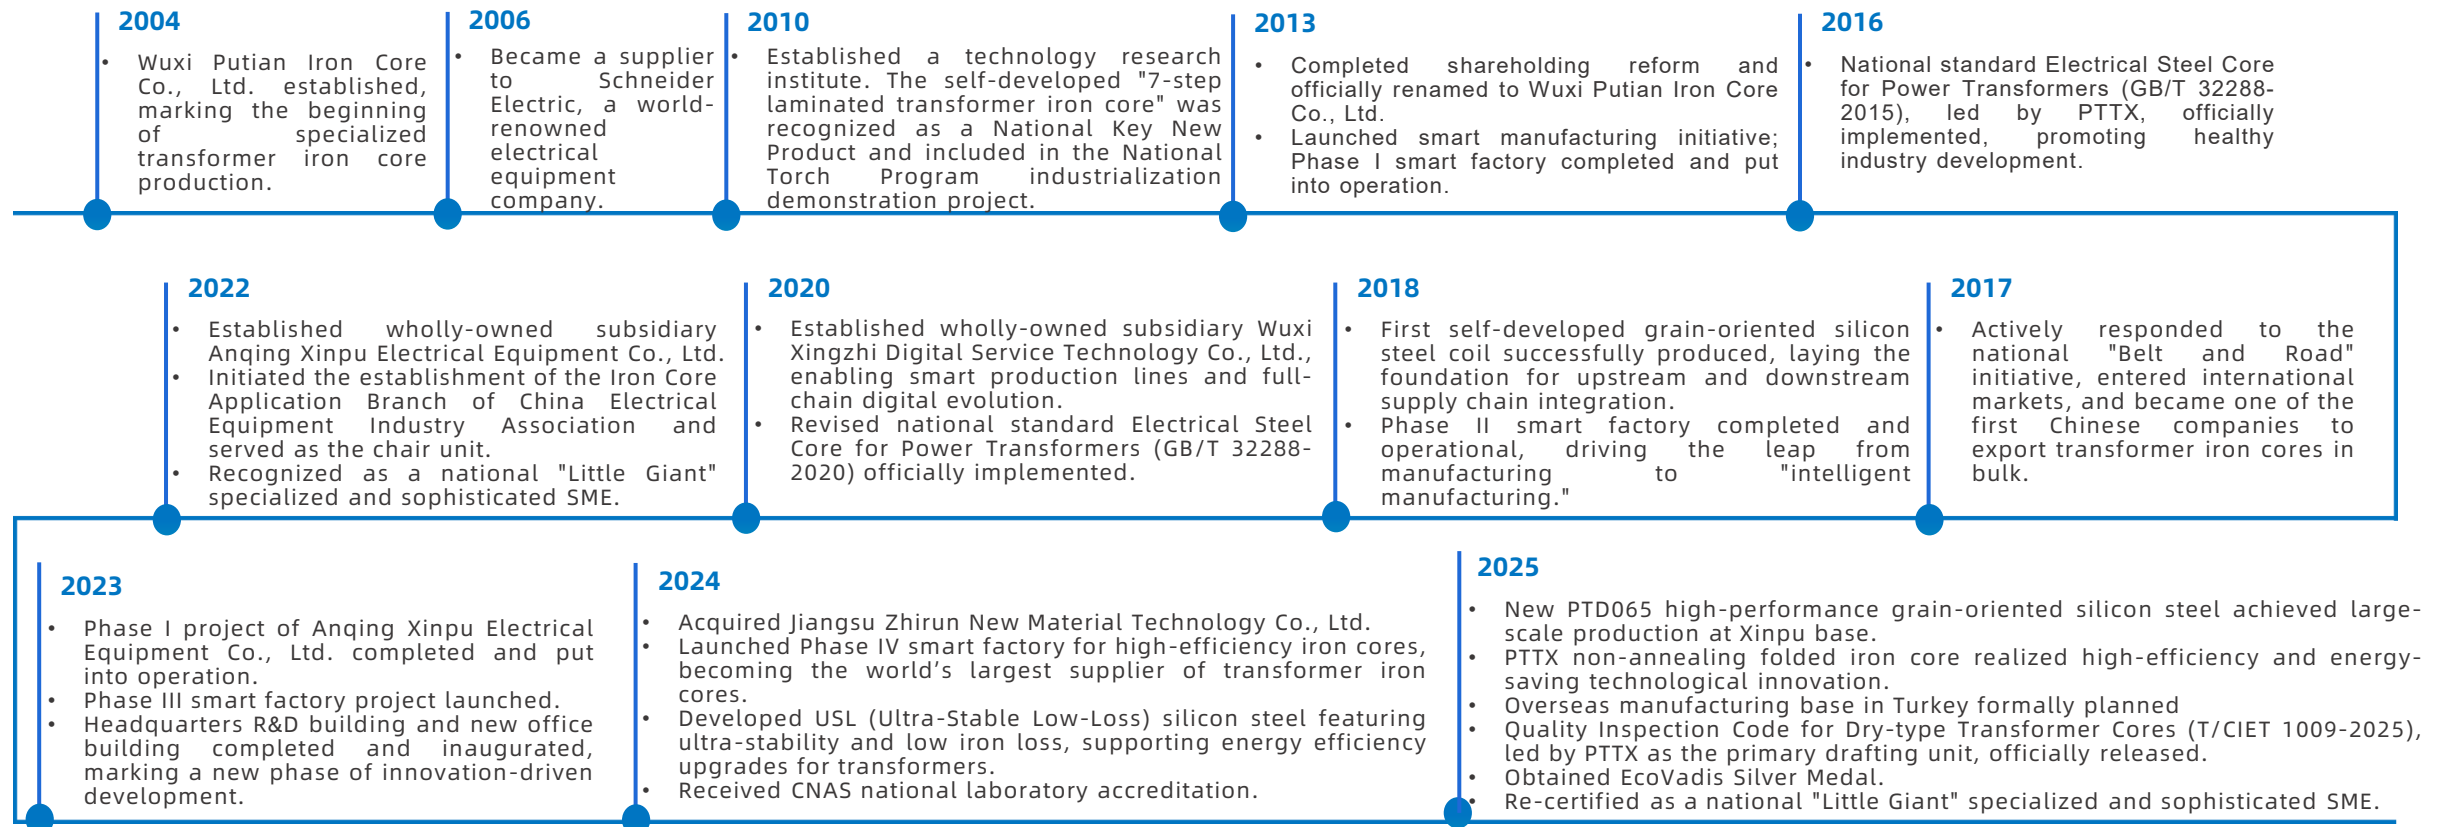 2004
• Wuxi Putian Iron Core
Co., Ltd. established,
marking the beginning
of specialized
transformer iron core
production.
2006
• Became a supplier
to Schneider
Electric, a world-
renowned
electrical
equipment
company.
2010
• Established a technology research
institute. The self-developed "7-step
laminated transformer iron core" was
recognized as a National Key New
Product and included in the National
Torch Program industrialization
demonstration project.
2013
• Completed shareholding reform and
officially renamed to Wuxi Putian Iron Core
Co., Ltd.
• Launched smart manufacturing initiative;
Phase I smart factory completed and put
into operation.
2016
• National standard Electrical Steel Core
for Power Transformers (GB/T 32288-
2015), led by PTTX, officially
implemented, promoting healthy
industry development.
2022
• Established wholly-owned subsidiary
Anqing Xinpu Electrical Equipment Co., Ltd.
• Initiated the establishment of the Iron Core
Application Branch of China Electrical
Equipment Industry Association and
served as the chair unit.
• Recognized as a national "Little Giant"
specialized and sophisticated SME.
2020
• Established wholly-owned subsidiary Wuxi
Xingzhi Digital Service Technology Co., Ltd.,
enabling smart production lines and full-
chain digital evolution.
• Revised national standard Electrical Steel
Core for Power Transformers (GB/T 32288-
2020) officially implemented.
2018
• First self-developed grain-oriented silicon
steel coil successfully produced, laying the
foundation for upstream and downstream
supply chain integration.
• Phase II smart factory completed and
operational, driving the leap from
manufacturing to "intelligent
manufacturing."
2017
• Actively responded to the
national "Belt and Road"
initiative, entered international
markets, and became one of the
first Chinese companies to
export transformer iron cores in
bulk.
2023
• Phase I project of Anqing Xinpu Electrical
Equipment Co., Ltd. completed and put
into operation.
• Phase III smart factory project launched.
• Headquarters R&D building and new office
building completed and inaugurated,
marking a new phase of innovation-driven
development.
2024
• Acquired Jiangsu Zhirun New Material Technology Co., Ltd.
• Launched Phase IV smart factory for high-efficiency iron cores,
becoming the world’s largest supplier of transformer iron
cores.
• Developed USL (Ultra-Stable Low-Loss) silicon steel featuring
ultra-stability and low iron loss, supporting energy efficiency
upgrades for transformers.
• Received CNAS national laboratory accreditation.
2025
• New PTD065 high-performance grain-oriented silicon steel achieved large-
scale production at Xinpu base.
• PTTX non-annealing folded iron core realized high-efficiency and energy-
saving technological innovation.
• Overseas manufacturing base in Turkey formally planned
• Quality Inspection Code for Dry-type Transformer Cores (T/CIET 1009-2025),
led by PTTX as the primary drafting unit, officially released.
• Obtained EcoVadis Silver Medal.
• Re-certified as a national "Little Giant" specialized and sophisticated SME.